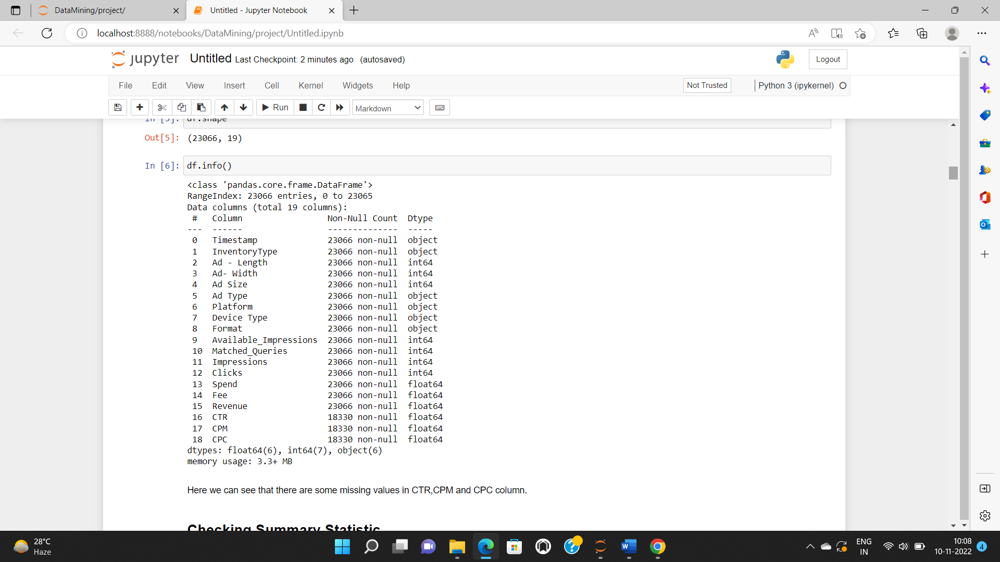 DataMining/project/
Untitled - Jupyter Notebook
localhost:8888/notebooks/DataMining/project/Untitled.ipynb
jupyter Untitled Last Checkpoint: 2 minutes ago (autosaved)
Logout
File Edit View Insert Cell Kernel Widgets Help
Not Trusted
Python 3 (ipykernel)
Run
Markdown
In [5]: df.shape
Out[5]: (23066, 19)
In [6]: df.info()
<class 'pandas.core.frame.DataFrame'>
RangeIndex: 23066 entries, 0 to 23065
Data columns (total 19 columns):
# Column Non-Null Count Dtype
--- ------ -------------- -----
0 Timestamp 23066 non-null object
1 InventoryType 23066 non-null object
2 Ad - Length 23066 non-null int64
3 Ad- Width 23066 non-null int64
4 Ad Size 23066 non-null int64
5 Ad Type 23066 non-null object
6 Platform 23066 non-null object
7 Device Type 23066 non-null object
8 Format 23066 non-null object
9 Available_Impressions 23066 non-null int64
10 Matched_Queries 23066 non-null int64
11 Impressions 23066 non-null int64
12 Clicks 23066 non-null int64
13 Spend 23066 non-null float64
14 Fee 23066 non-null float64
15 Revenue 23066 non-null float64
16 CTR 18330 non-null float64
17 CPM 18330 non-null float64
18 CPC 18330 non-null float64
dtypes: float64(6), int64(7), object(6)
memory usage: 3.3+ MB
Here we can see that there are some missing values in CTR,CPM and CPC column.
Checking Summary Statistic
28°C
Haze
ENG
IN
10:08
10-11-2022
4